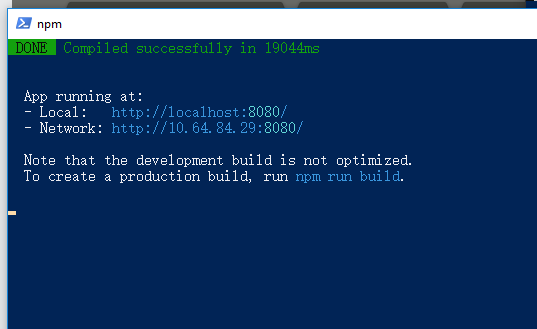 npm
DONE Compiled successfully in 19044ms
App running at:
- Local: http://localhost:8080/
- Network: http://10.64.84.29:8080/
Note that the development build is not optimized.
To create a production build, run npm run build.